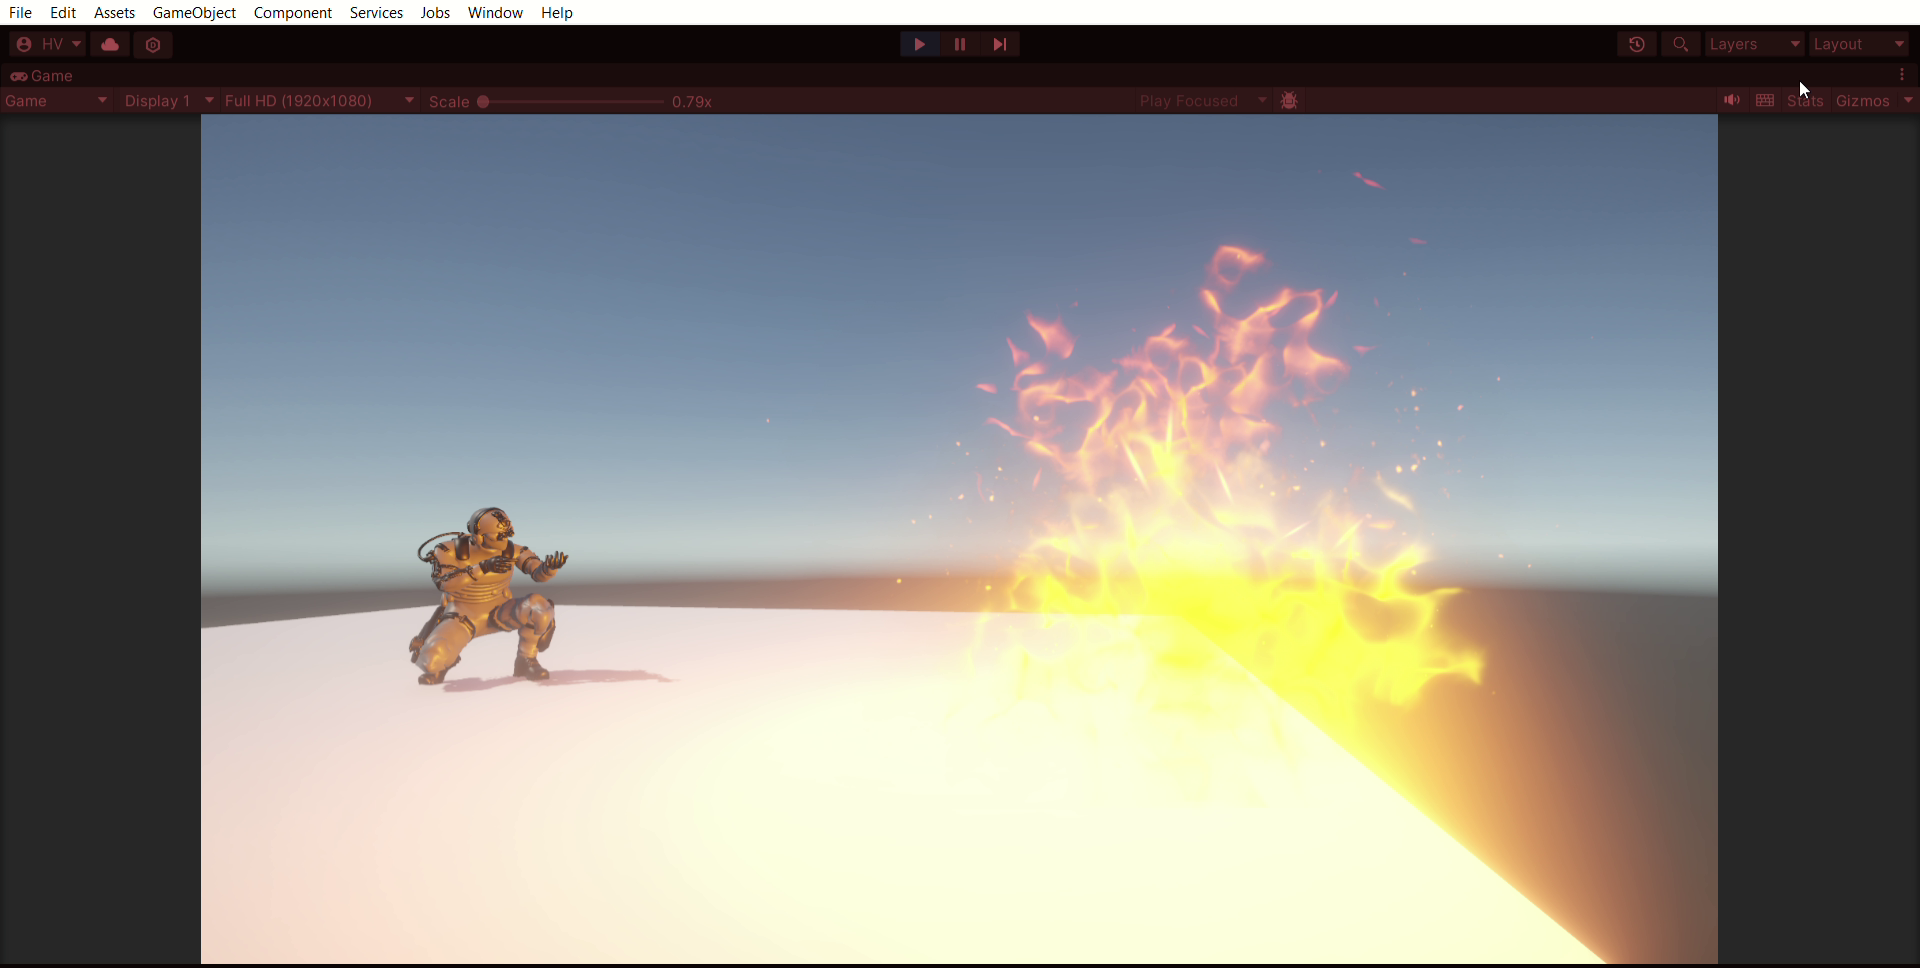 File Edit Assets GameObject Component Services Jobs Window Help
HV Layers Layout
Game
Game Display 1 Full HD (1920x1080) Scale 0.79x Play Focused Stats Gizmos